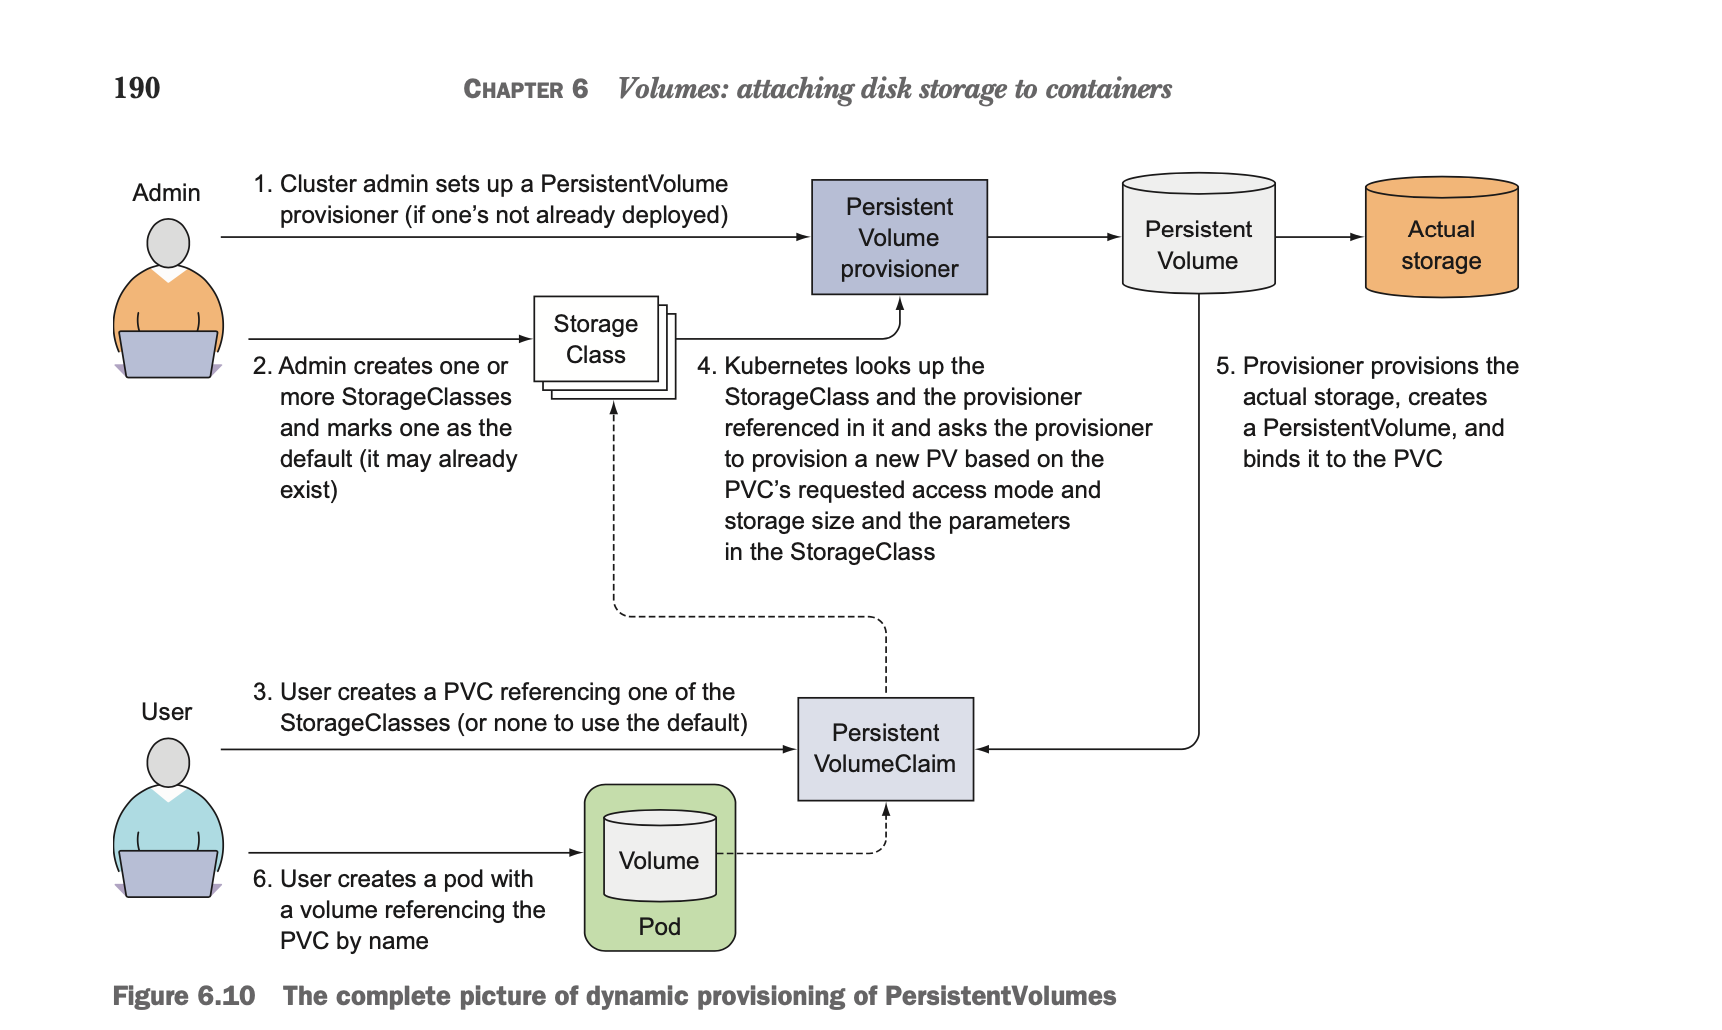 190
CHAPTER 6 Volumes: attaching disk storage to containers
Admin
1. Cluster admin sets up a PersistentVolume
provisioner (if one’s not already deployed)
Persistent
Volume
provisioner
Persistent
Volume
Actual
storage
Storage
Class
2. Admin creates one or
more StorageClasses
and marks one as the
default (it may already
exist)
4. Kubernetes looks up the
StorageClass and the provisioner
referenced in it and asks the provisioner
to provision a new PV based on the
PVC’s requested access mode and
storage size and the parameters
in the StorageClass
5. Provisioner provisions the
actual storage, creates
a PersistentVolume, and
binds it to the PVC
User
3. User creates a PVC referencing one of the
StorageClasses (or none to use the default)
Persistent
VolumeClaim
Volume
Pod
6. User creates a pod with
a volume referencing the
PVC by name
Figure 6.10 The complete picture of dynamic provisioning of PersistentVolumes